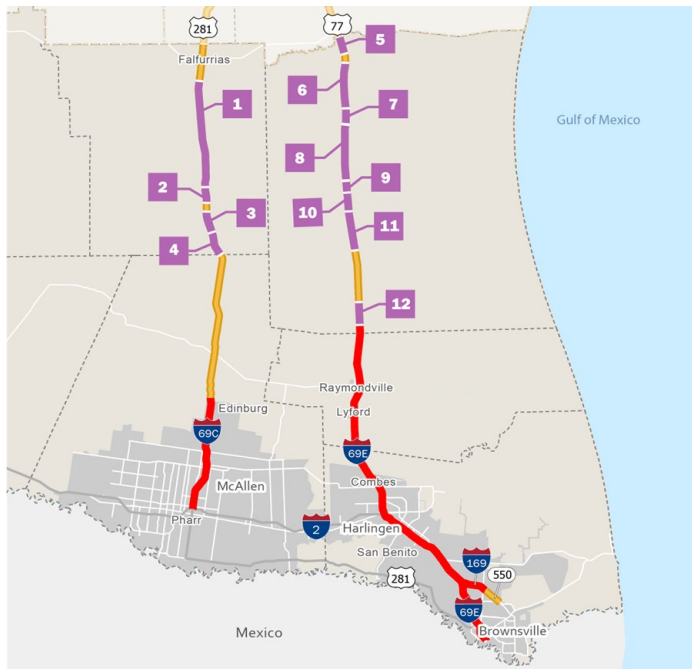 281
77
5
Falfurrias
6
1
7
Gulf of Mexico
8
9
2
10
3
11
4
12
Raymondville
Edinburg
Lyford
69C
69E
McAllen
Combes
Pharr
2
Harlingen
San Benito
169
550
281
69E
Brownsville
Mexico